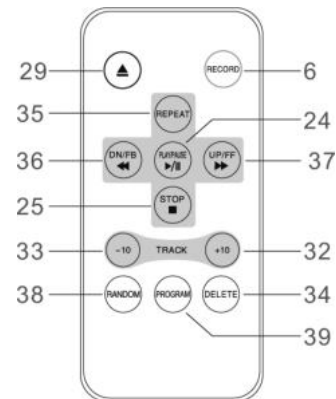 29 RECORD 6
35 REPEAT 24
36 DN/FB PLAY/PAUSE UP/FF 37
25 STOP
33 -10 TRACK +10 32
38 RANDOM PROGRAM DELETE 34
39